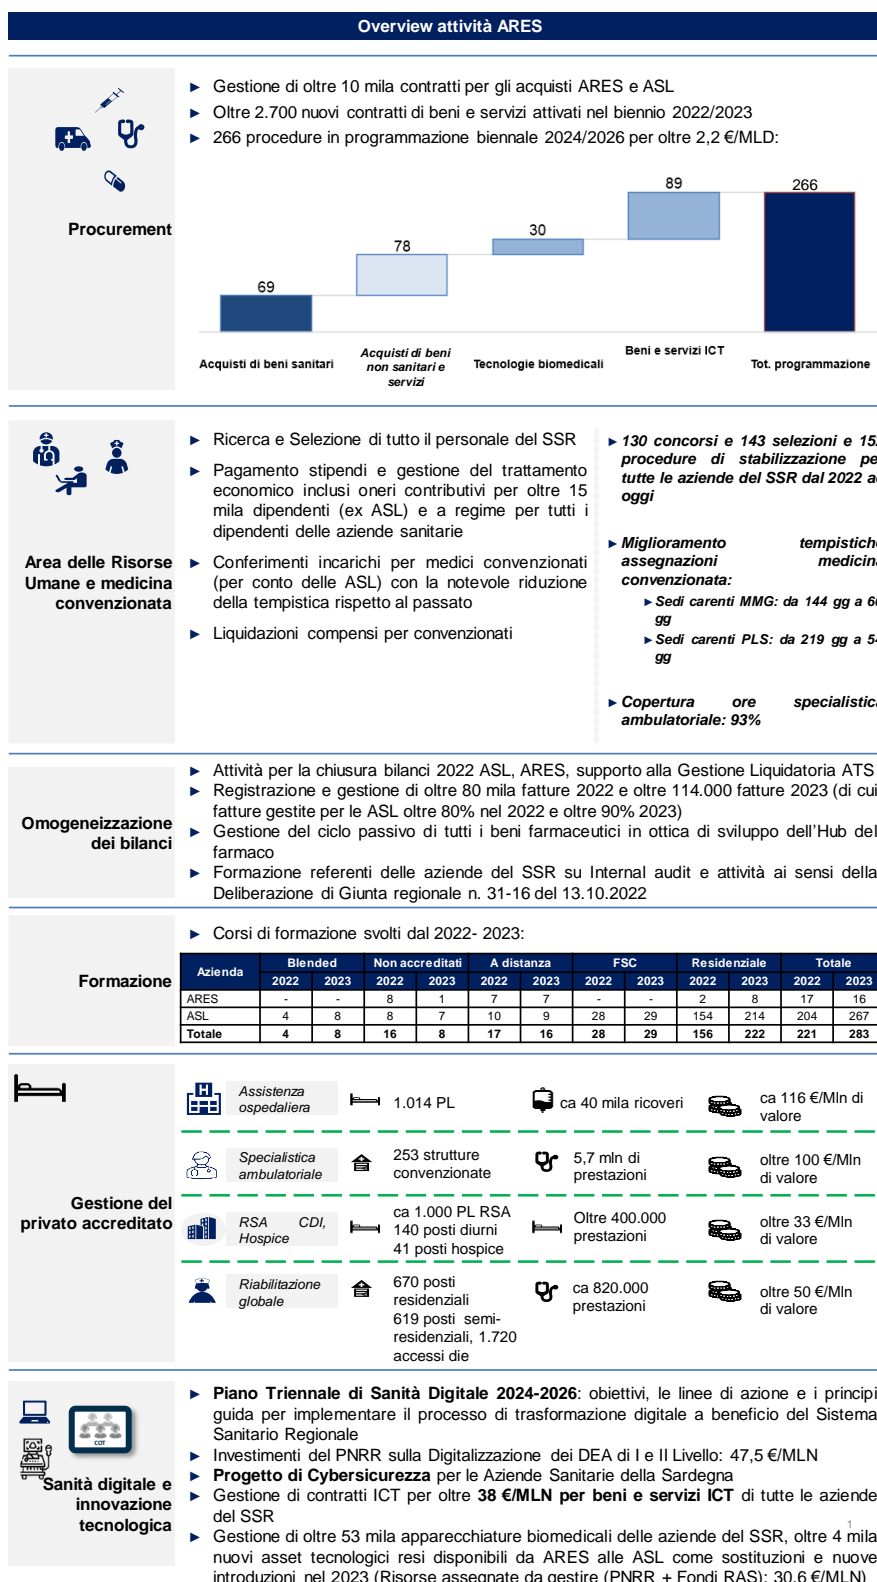 Overview attività ARES
Procurement
► Gestione di oltre 10 mila contratti per gli acquisti ARES e ASL
► Oltre 2.700 nuovi contratti di beni e servizi attivati nel biennio 2022/2023
► 266 procedure in programmazione biennale 2024/2026 per oltre 2,2 €/MLD:
69
78
30
89
266
Acquisti di beni sanitari
Acquisti di beni
non sanitari e
servizi
Tecnologie biomedicali
Beni e servizi ICT
Tot. programmazione
Area delle Risorse
Umane e medicina
convenzionata
► Ricerca e Selezione di tutto il personale del SSR
► Pagamento stipendi e gestione del trattamento
economico inclusi oneri contributivi per oltre 15
mila dipendenti (ex ASL) e a regime per tutti i
dipendenti delle aziende sanitarie
► Conferimenti incarichi per medici convenzionati
(per conto delle ASL) con la notevole riduzione
della tempistica rispetto al passato
► Liquidazioni compensi per convenzionati
► 130 concorsi e 143 selezioni e
procedure di stabilizzazione
tutte le aziende del SSR dal 2022
oggi
► Miglioramento
assegnazioni
convenzionata:
► Sedi carenti MMG: da 144 gg a
gg
► Sedi carenti PLS: da 219 gg a
gg
► Copertura ore
ambulatoriale: 93%
Omogeneizzazione
dei bilanci
► Attività per la chiusura bilanci 2022 ASL, ARES, supporto alla Gestione Liquidatoria ATS
► Registrazione e gestione di oltre 80 mila fatture 2022 e oltre 114.000 fatture 2023 (di cui
fatture gestite per le ASL oltre 80% nel 2022 e oltre 90% 2023)
► Gestione del ciclo passivo di tutti i beni farmaceutici in ottica di sviluppo dell'Hub del
farmaco
► Formazione referenti delle aziende del SSR su Internal audit e attività ai sensi della
Deliberazione di Giunta regionale n. 31-16 del 13.10.2022
Formazione
► Corsi di formazione svolti dal 2022- 2023:
Azienda Blended Non accreditati A distanza FSC Residenziale Totale
2022 2023 2022 2023 2022 2023 2022 2023 2022 2023 2022 2023
ARES - - 8 1 7 7 - - 2 8 17 16
ASL 4 8 8 7 10 9 28 29 154 214 204 267
Totale 4 8 16 8 17 16 28 29 156 222 221 283
Gestione del
privato accreditato
Assistenza
ospedaliera
1.014 PL
ca 40 mila ricoveri
ca 116 €/Mln di
valore
Specialistica
ambulatoriale
253 strutture
convenzionate
5,7 mln di
prestazioni
oltre 100 €/Mln
di valore
RSA CDI,
Hospice
ca 1.000 PL RSA
140 posti diurni
41 posti hospice
Oltre 400.000
prestazioni
oltre 33 €/Mln
di valore
Riabilitazione
globale
670 posti
residenziali
619 posti semi-
residenziali, 1.720
accessi die
ca 820.000
prestazioni
oltre 50 €/Mln
di valore
COT
Sanità digitale e
innovazione
tecnologica
► Piano Triennale di Sanità Digitale 2024-2026: obiettivi, le linee di azione e i principi
guida per implementare il processo di trasformazione digitale a beneficio del Sistema
Sanitario Regionale
► Investimenti del PNRR sulla Digitalizzazione dei DEA di I e II Livello: 47,5 €/MLN
► Progetto di Cybersicurezza per le Aziende Sanitarie della Sardegna
► Gestione di contratti ICT per oltre 38 €/MLN per beni e servizi ICT di tutte le aziende
del SSR
► Gestione di oltre 53 mila apparecchiature biomedicali delle aziende del SSR, oltre 4 mila
nuovi asset tecnologici resi disponibili da ARES alle ASL come sostituzioni e nuove
introduzioni nel 2023 (Risorse assegnate da gestire (PNRR + Fondi RAS): 30,6 €/MLN)
1